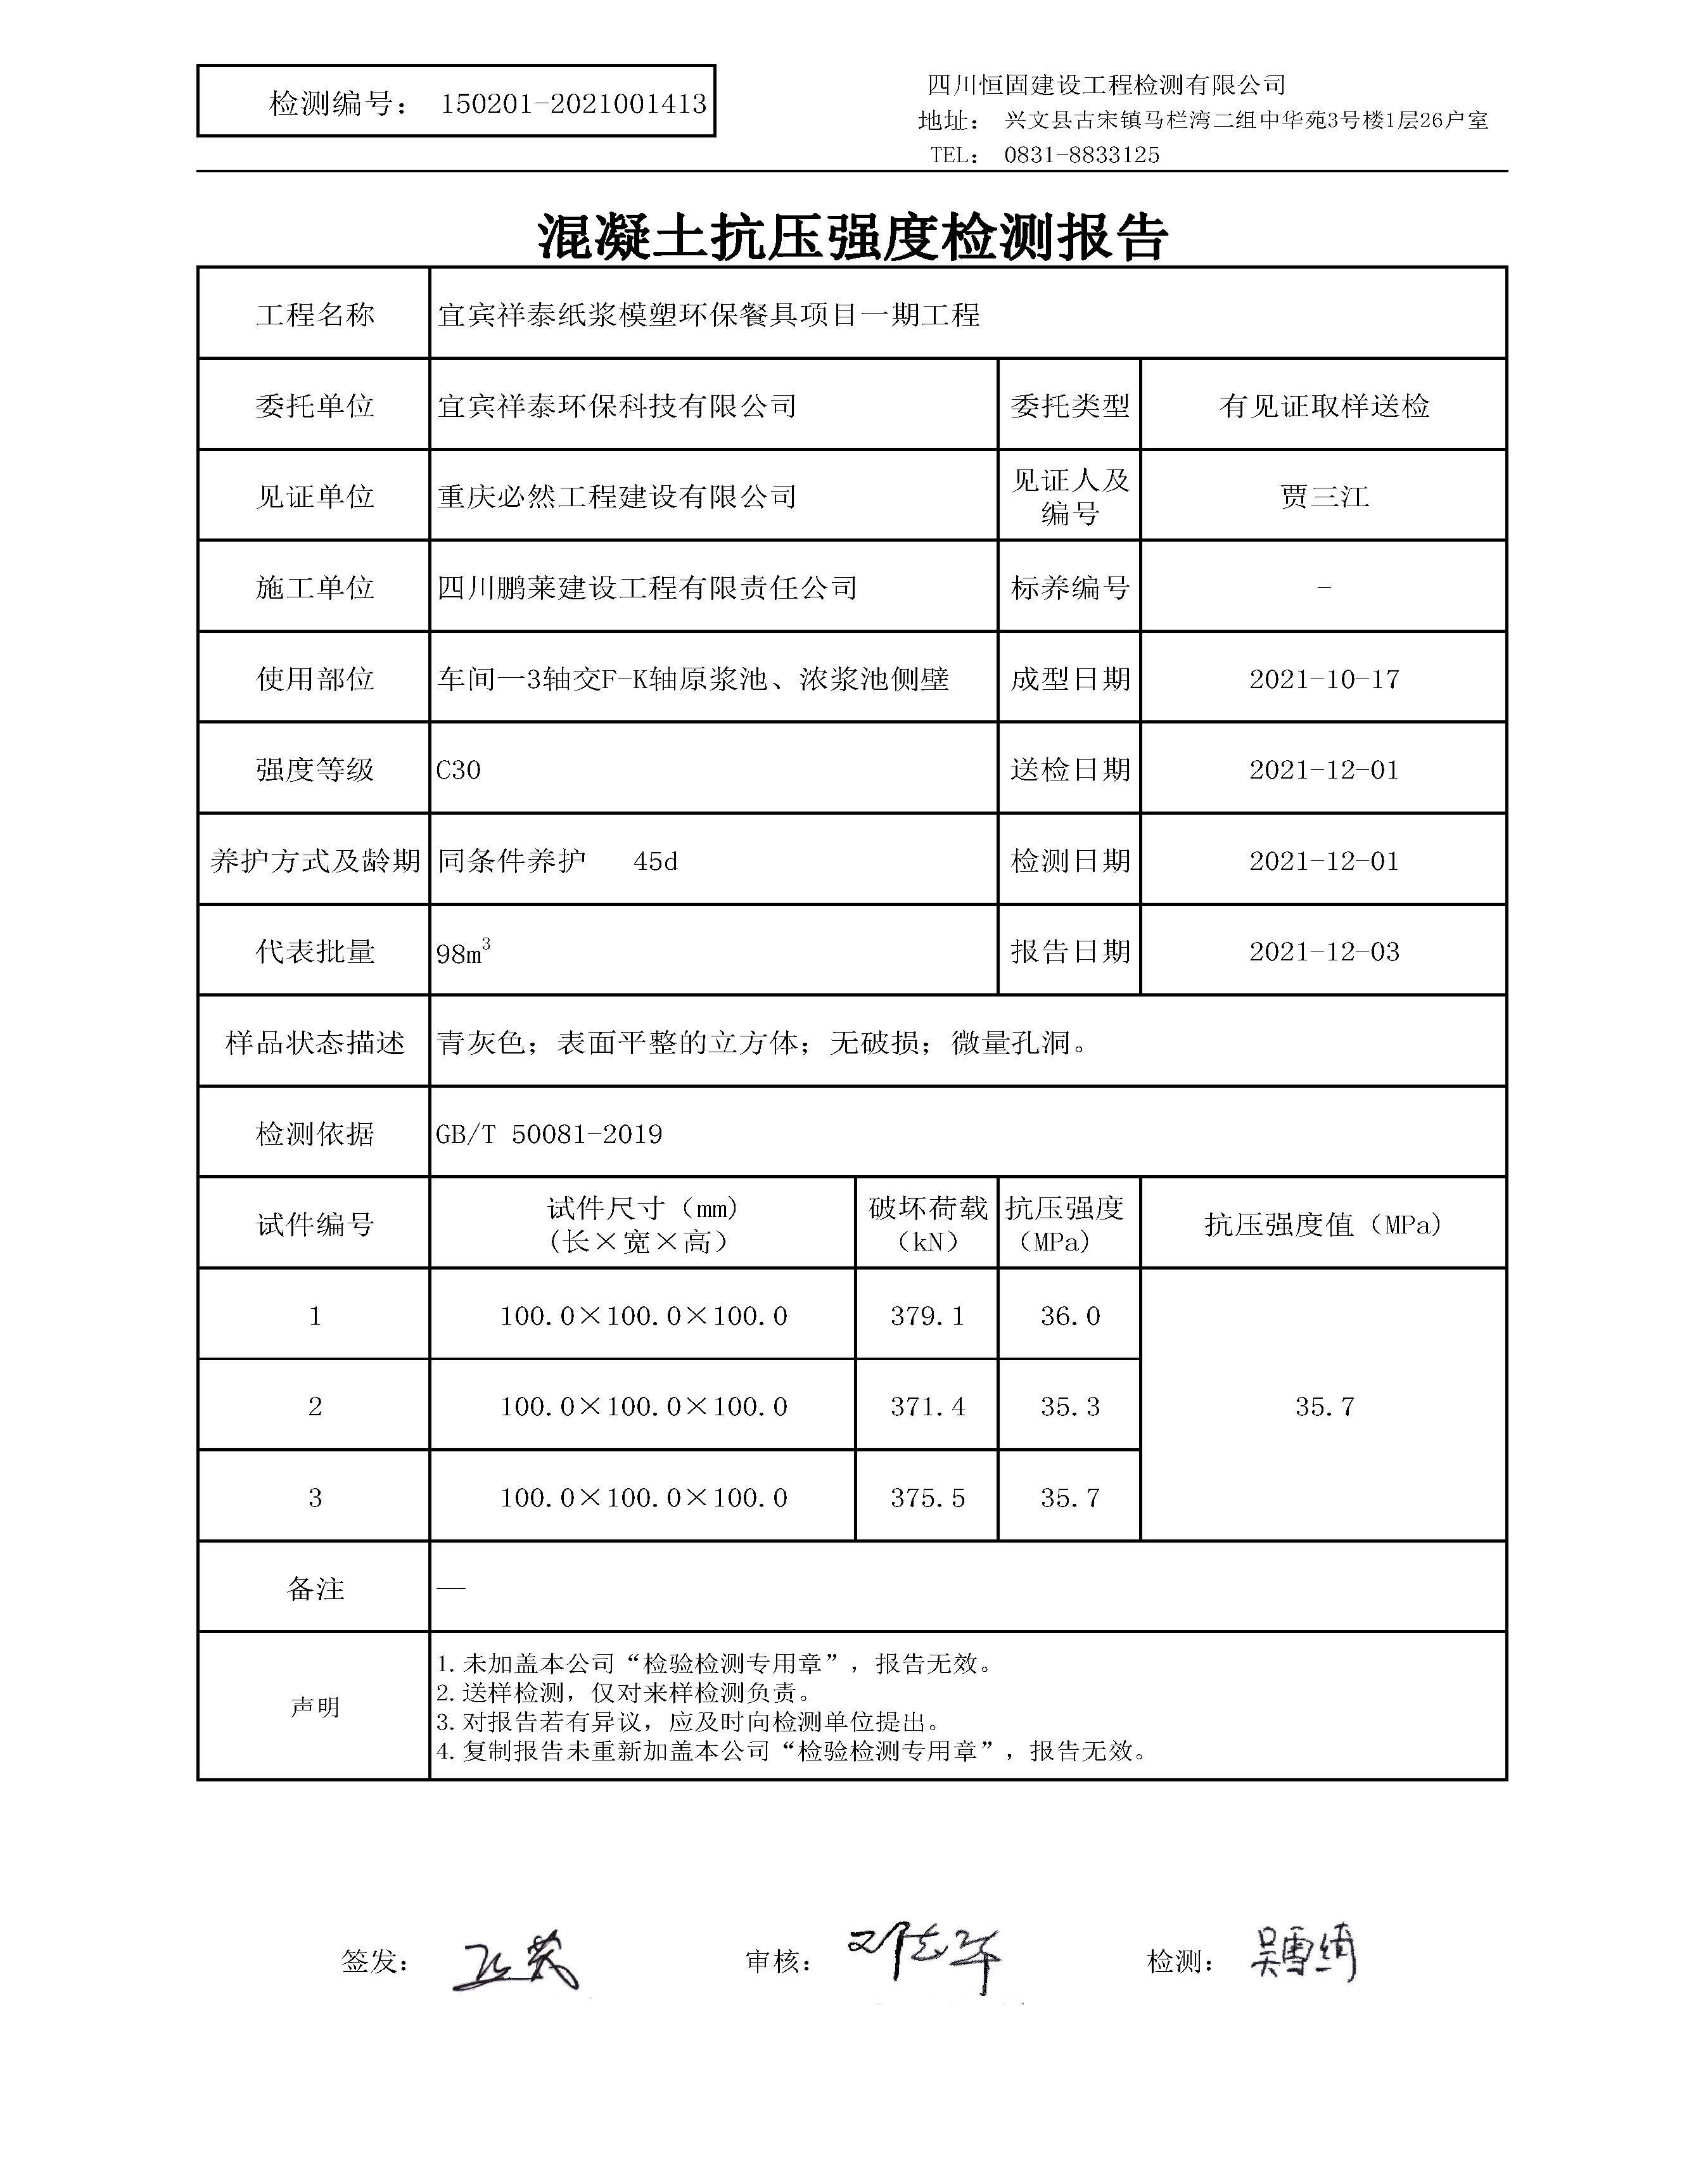 检测编号： 150201-2021001413
四川恒固建设工程检测有限公司
地址： 兴文县古宋镇马栏湾二组中华苑3号楼1层26户室
TEL： 0831-8833125
混凝土抗压强度检测报告
工程名称 宜宾祥泰纸浆模塑环保餐具项目一期工程
委托单位 宜宾祥泰环保科技有限公司 委托类型 有见证取样送检
见证单位 重庆必然工程建设有限公司 见证人及编号 贾三江
施工单位 四川鹏莱建设工程有限责任公司 标养编号 -
使用部位 车间一3轴交F-K轴原浆池、浓浆池侧壁 成型日期 2021-10-17
强度等级 C30 送检日期 2021-12-01
养护方式及龄期 同条件养护 45d 检测日期 2021-12-01
代表批量 98m³ 报告日期 2021-12-03
样品状态描述 青灰色；表面平整的立方体；无破损；微量孔洞。
检测依据 GB/T 50081-2019
试件编号 试件尺寸（mm）（长×宽×高） 破坏荷载（kN） 抗压强度（MPa） 抗压强度值（MPa）
1 100.0×100.0×100.0 379.1 36.0
2 100.0×100.0×100.0 371.4 35.3 35.7
3 100.0×100.0×100.0 375.5 35.7
备注 —
声明
1.未加盖本公司“检验检测专用章”，报告无效。
2.送样检测，仅对来样检测负责。
3.对报告若有异议，应及时向检测单位提出。
4.复制报告未重新加盖本公司“检验检测专用章”，报告无效。
签发： 审核： 检测： 吴雪绮